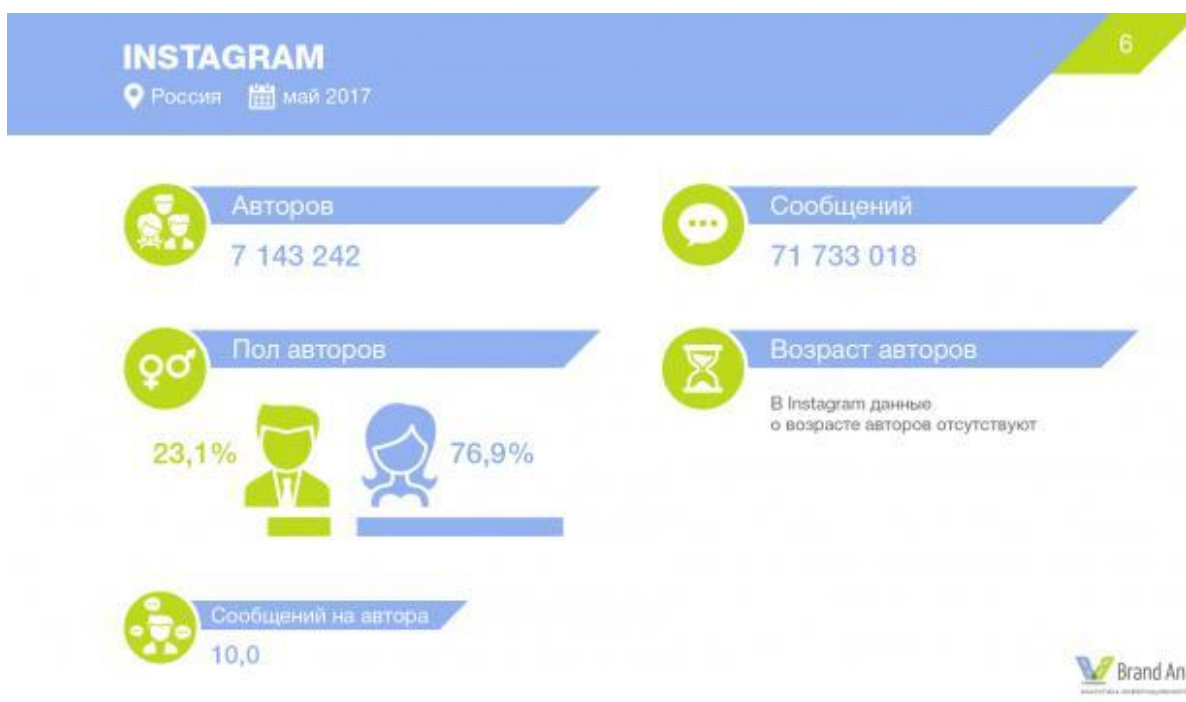 INSTAGRAM
6
Россия май 2017
Авторов
7 143 242
Сообщений
71 733 018
Пол авторов
23,1%
76,9%
Возраст авторов
В Instagram данные
о возрасте авторов отсутствуют
Сообщений на автора
10,0
Brand An